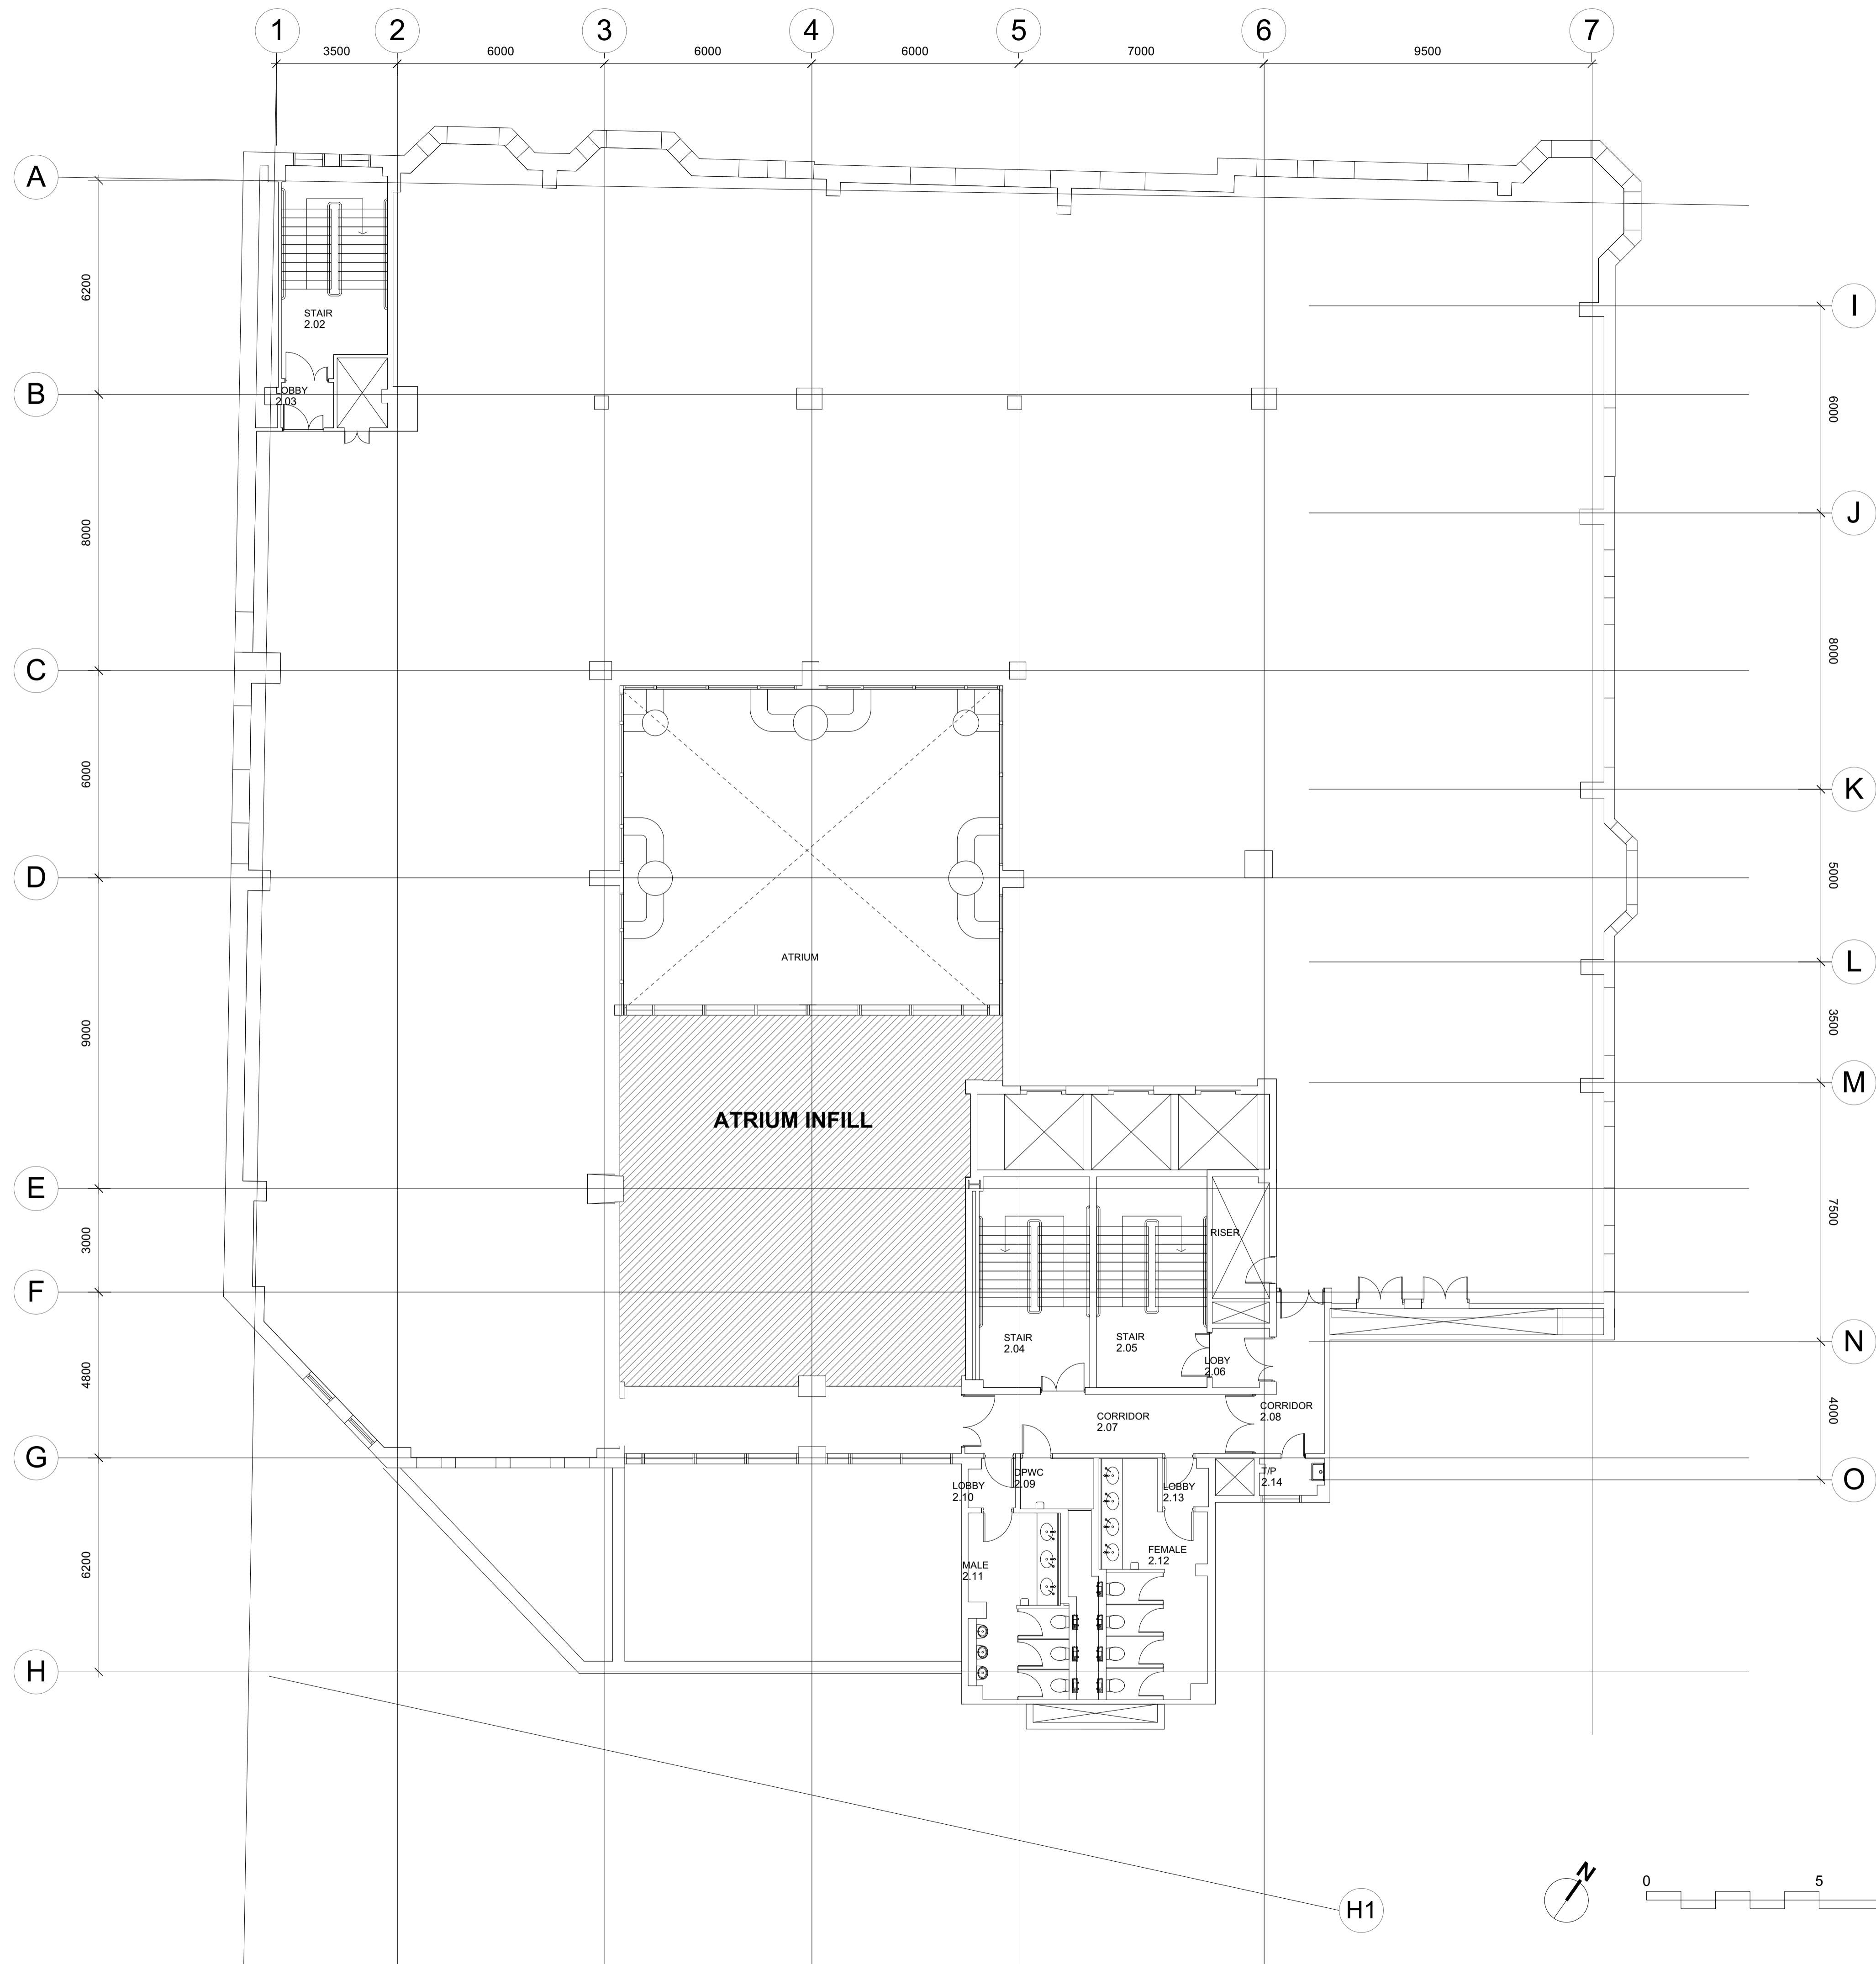 1
2
3
4
5
6
7
3500
6000
6000
6000
7000
9500
A
I
6200
STAIR
2.02
B
LOBBY
2.03
6000
J
8000
C
8000
6000
K
D
5000
ATRIUM
L
9000
3500
M
ATRIUM INFILL
E
7500
3000
RISER
F
STAIR
2.04
STAIR
2.05
LOBY
2.06
N
4800
CORRIDOR
2.07
CORRIDOR
2.08
4000
G
O
LOBBY
2.10
DPWC
2.09
LOBBY
2.13
T/P
2.14
6200
MALE
2.11
FEMALE
2.12
H
H1
N
0
5